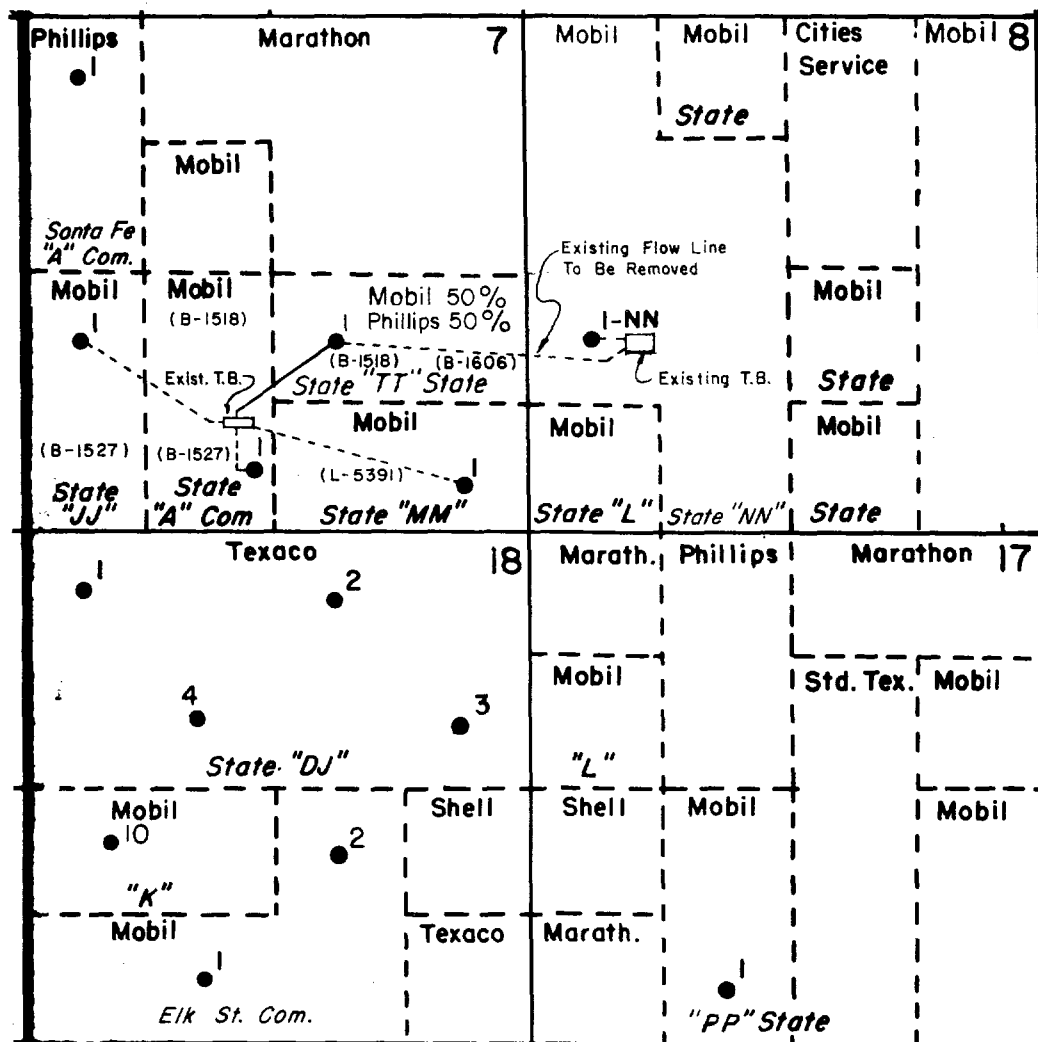 Phillips
Marathon
7
Mobil
Mobil
Cities
Service
Mobil
8
1
State
Mobil
Santa Fe
"A" Com.
Existing Flow Line
To Be Removed
Mobil
Mobil
(B-1518)
Mobil 50%
Phillips 50%
Mobil
1
1
1-NN
(B-1518)
(B-1606)
Exist. T.B.
State "TT" State
Existing T.B.
State
Mobil
Mobil
Mobil
(B-1527)
(B-1527)
1
(L-5391)
1
State
"JJ"
State
"A" Com
State "MM"
State "L"
State "NN"
State
Texaco
18
Marath.
Phillips
Marathon
17
1
2
Mobil
Std. Tex.
Mobil
4
3
State "DJ"
"L"
Mobil
Shell
Shell
Mobil
Mobil
10
2
"K"
Mobil
Texaco
Marath.
1
1
Elk St. Com.
"PP" State